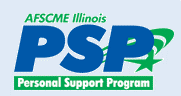 AFSCME Illinois
PSP
Personal Support Program